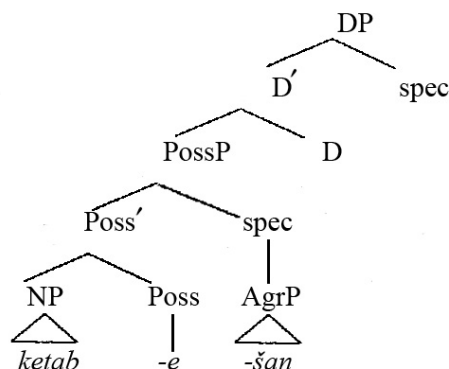 DP
D′ spec
PossP D
Poss′ spec
NP Poss AgrP
ketab -e -šan